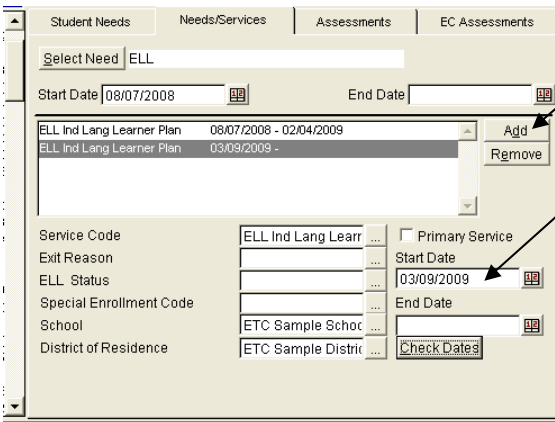 Student Needs Needs/Services Assessments EC Assessments
Select Need ELL
Start Date 08/07/2008 End Date
ELL Ind Lang Learner Plan 08/07/2008 - 02/04/2009 Add
ELL Ind Lang Learner Plan 03/09/2009 - Remove
Service Code ELL Ind Lang Learr ... Primary Service
Exit Reason ... Start Date
ELL Status ... 03/09/2009
Special Enrollment Code ... End Date
School ETC Sample Schoc ...
District of Residence ETC Sample Distric ... Check Dates